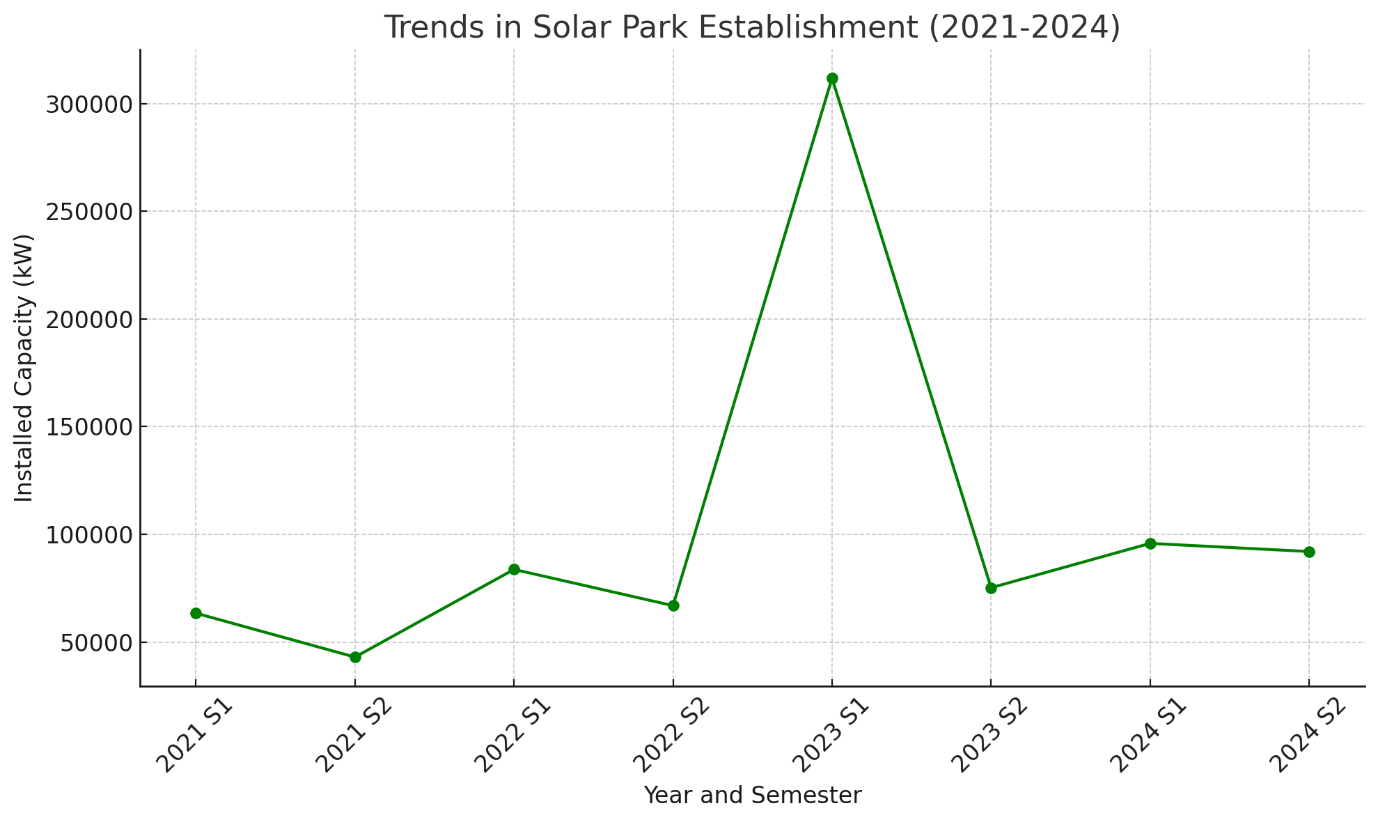 Trends in Solar Park Establishment (2021-2024)
Installed Capacity (kW)
300000
250000
200000
150000
100000
50000
2021 S1
2021 S2
2022 S1
2022 S2
2023 S1
2023 S2
2024 S1
2024 S2
Year and Semester